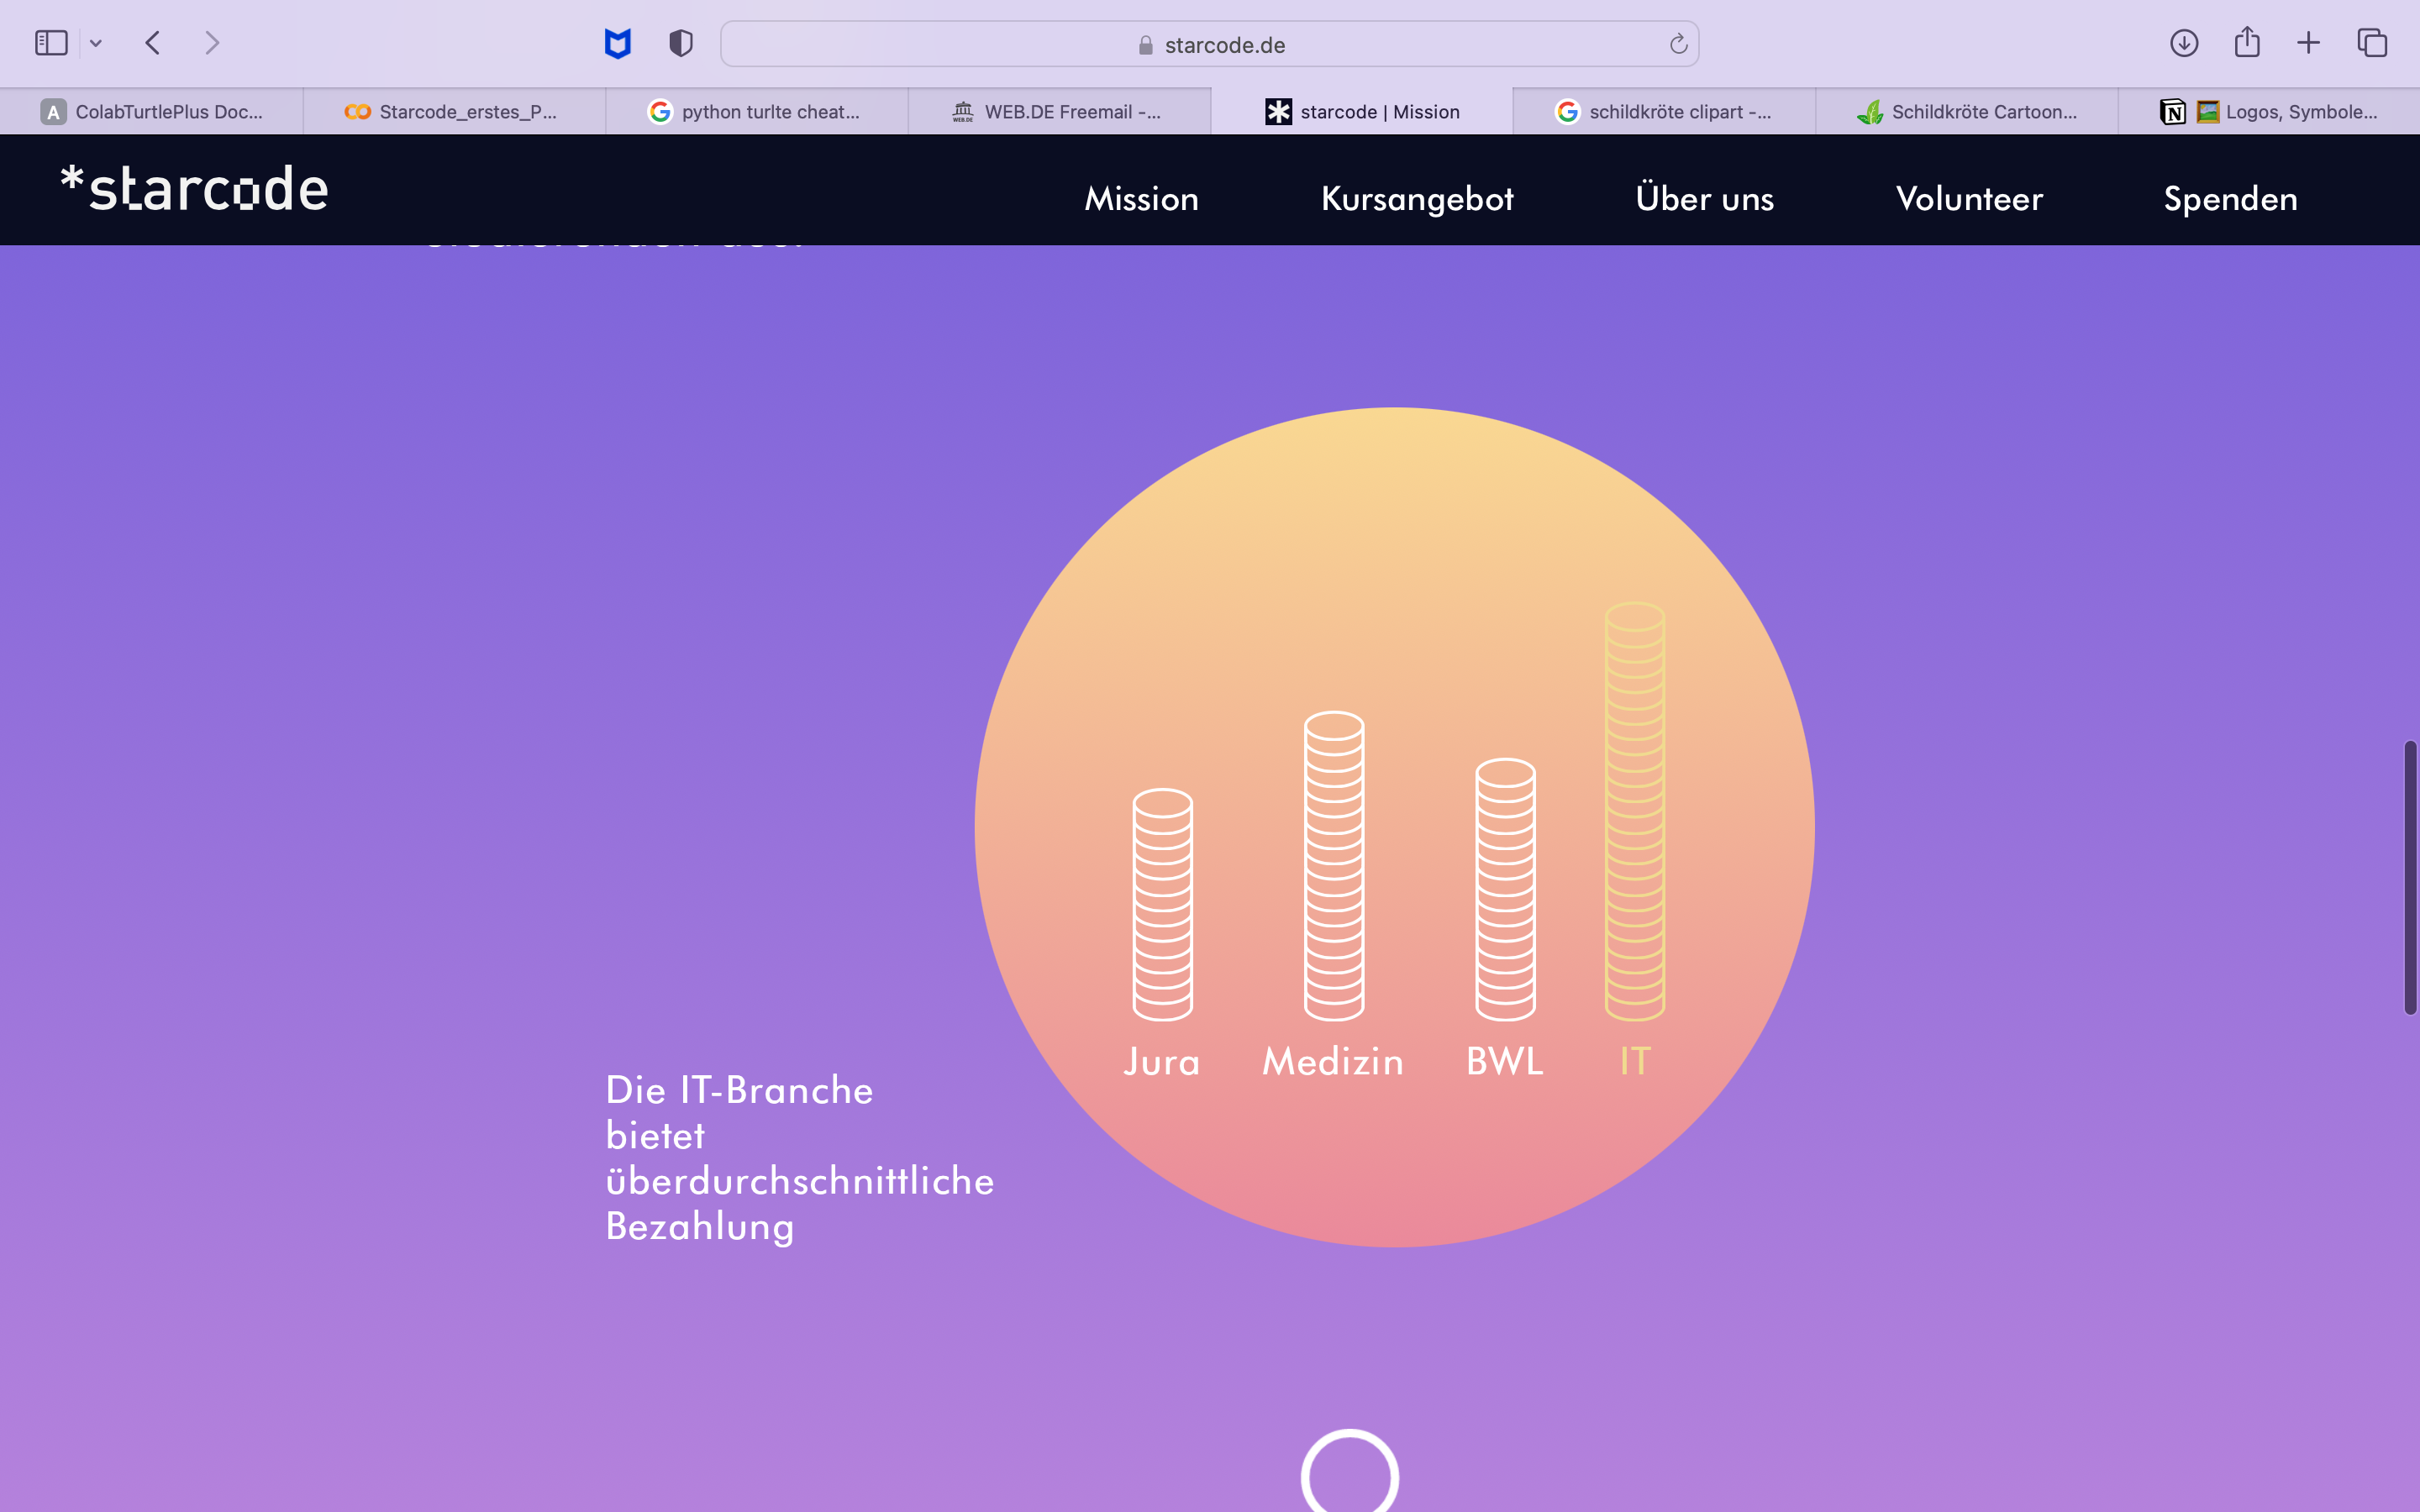 starcode.de
ColabTurtlePlus Doc...
Starcode_erstes_P...
python turlte cheat...
WEB.DE Freemail -...
starcode | Mission
schildkröte clipart -...
Schildkröte Cartoon...
Logos, Symbole...
*starcode
Mission
Kursangebot
Über uns
Volunteer
Spenden
Jura
Medizin
BWL
IT
Die IT-Branche
bietet
überdurchschnittliche
Bezahlung